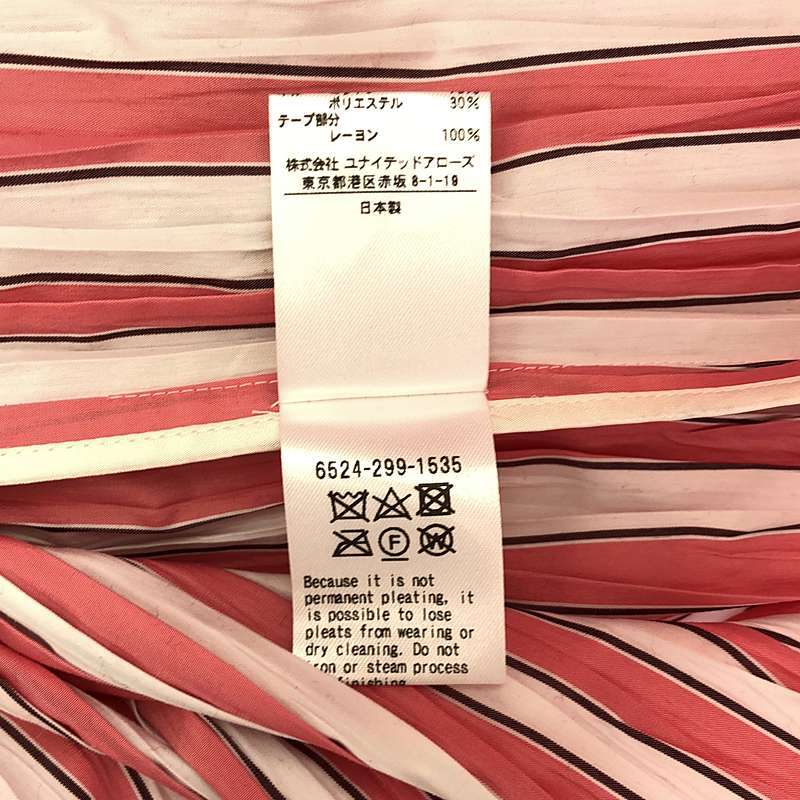 ポリエステル 30%
テープ部分
レーヨン 100%
株式会社 ユナイテッドアローズ
東京都港区赤坂 8-1-19
日本製
6524-299-1535
F
W
Because it is not
permanent pleating, it
is possible to lose
pleats from wearing or
dry cleaning. Do not
iron or steam process
finishing.